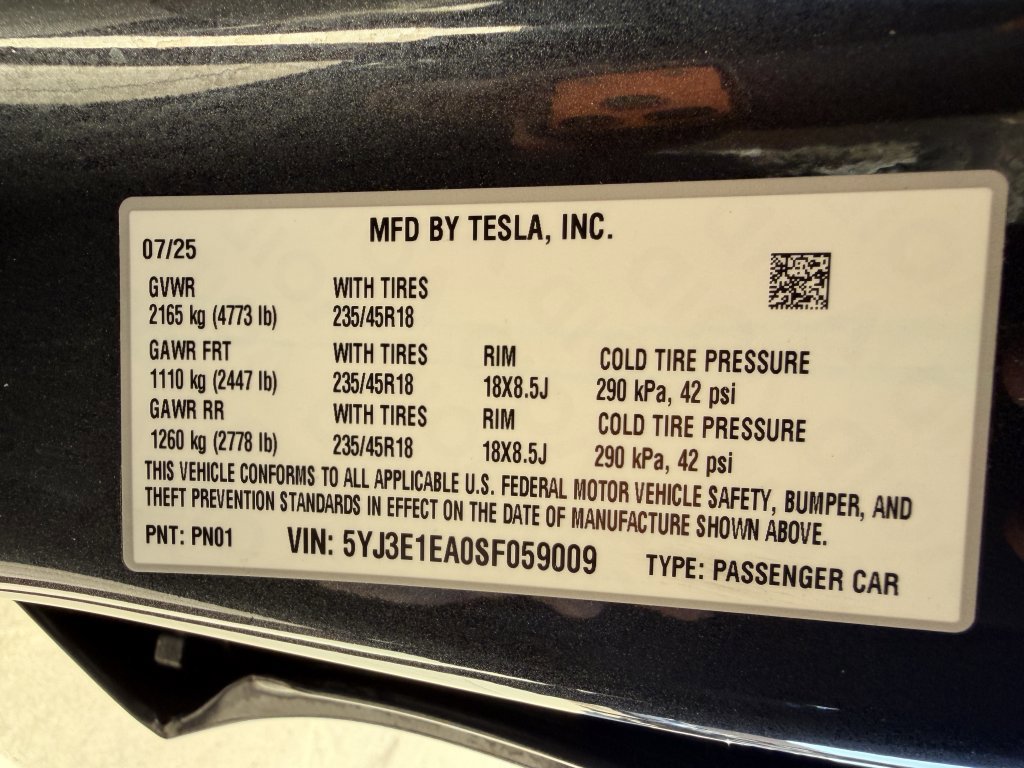 MFD BY TESLA, INC.
07/25
GVWR WITH TIRES
2165 kg (4773 lb) 235/45R18
GAWR FRT WITH TIRES RIM COLD TIRE PRESSURE
1110 kg (2447 lb) 235/45R18 18X8.5J 290 kPa, 42 psi
GAWR RR WITH TIRES RIM COLD TIRE PRESSURE
1260 kg (2778 lb) 235/45R18 18X8.5J 290 kPa, 42 psi
THIS VEHICLE CONFORMS TO ALL APPLICABLE U.S. FEDERAL MOTOR VEHICLE SAFETY, BUMPER, AND
THEFT PREVENTION STANDARDS IN EFFECT ON THE DATE OF MANUFACTURE SHOWN ABOVE.
PNT: PN01 VIN: 5YJ3E1EA0SF059009 TYPE: PASSENGER CAR